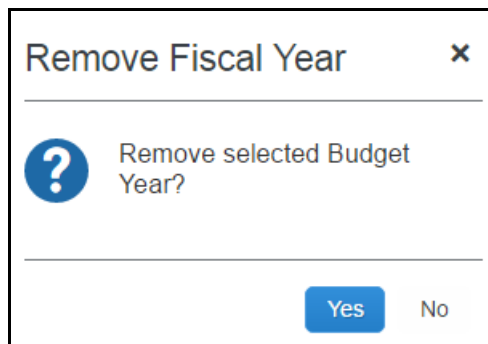 Remove Fiscal Year ×
? Remove selected Budget
Year?
Yes No